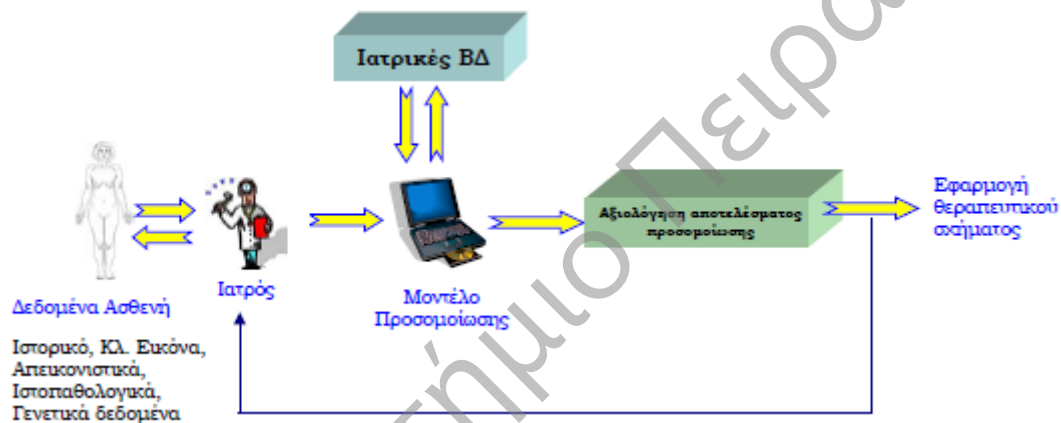 Ιατρικές ΒΔ
Αξιολόγηση αποτελέσματος
προσομοίωσης
Εφαρμογή
θεραπευτικού
σχήματος
Ιατρός
Μοντέλο
Προσομοίωσης
Δεδομένα Ασθενή
Ιστορικό, Κλ. Εικόνα,
Απεικονιστικά,
Ιστοπαθολογικά,
Γενετικά δεδομένα